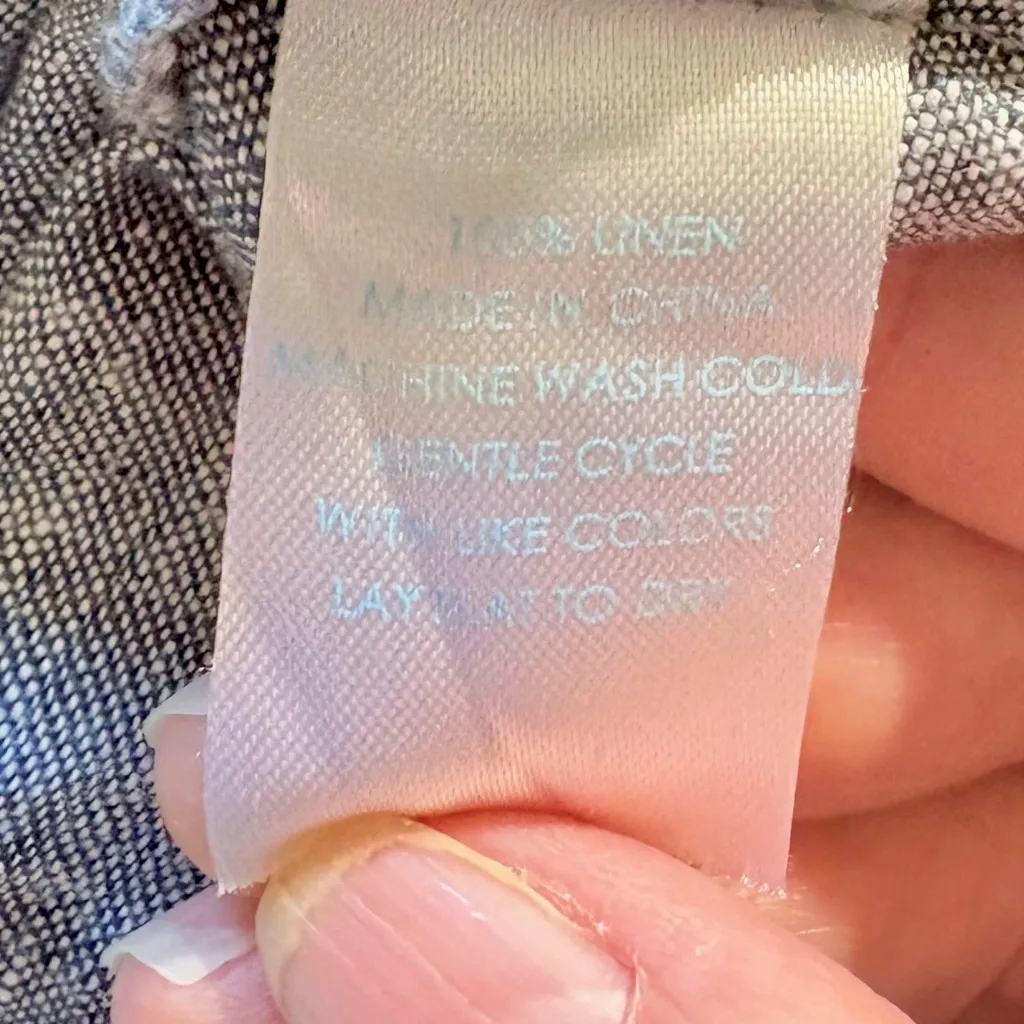 100% LINEN
MADE IN CHINA
MACHINE WASH COLD
GENTLE CYCLE
WITH LIKE COLORS
LAY FLAT TO DRY